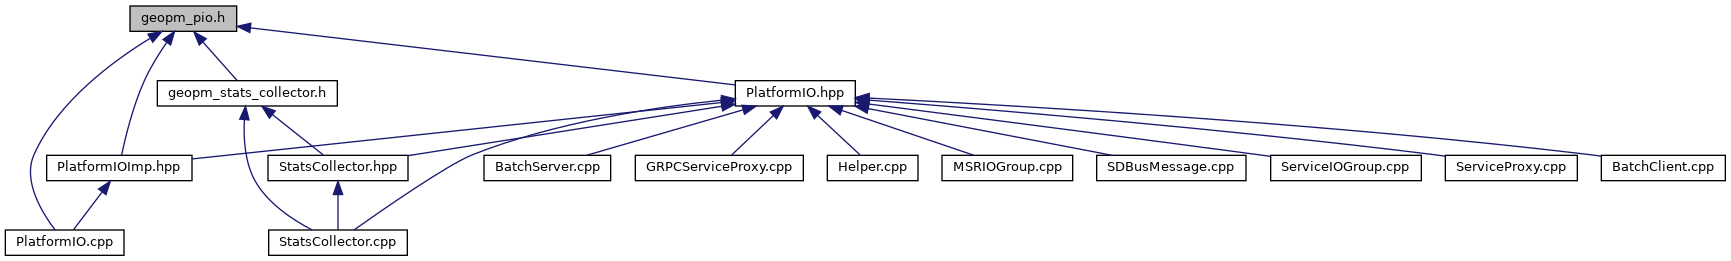 geopm_pio.h
geopm_stats_collector.h
PlatformIO.hpp
PlatformIOImp.hpp
StatsCollector.hpp
BatchServer.cpp
GRPCServiceProxy.cpp
Helper.cpp
MSRIOGroup.cpp
SDBusMessage.cpp
ServiceIOGroup.cpp
ServiceProxy.cpp
BatchClient.cpp
PlatformIO.cpp
StatsCollector.cpp